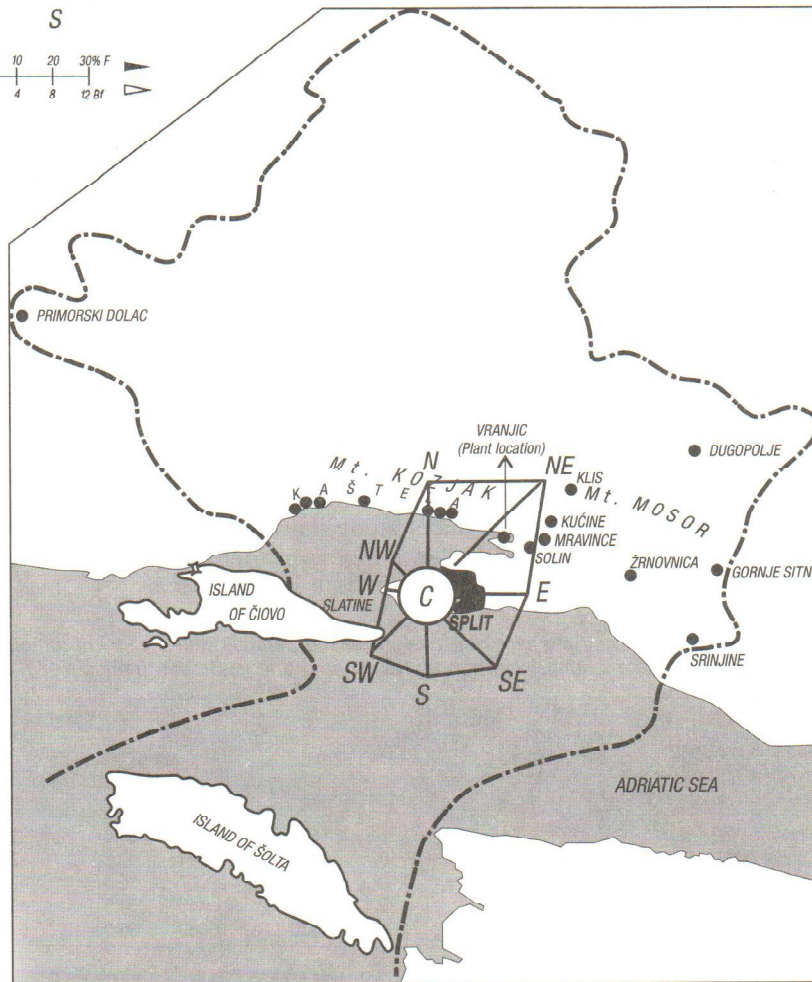 S
10 20 30% F
4 8 12 Bf
PRIMORSKI DOLAC
VRANJIC
(Plant location)
DUGOPOLJE
Mt. KOZJAK
N
NE
KLIS
KAŠTELA
Mt. MOSOR
KUĆINE
MRAVINCE
SOLIN
NW
ŽRNOVNICA
GORNJE SITN
W
C
E
ISLAND
OF ČIOVO
SLATINE
SPLIT
SRINJINE
SW
S
SE
ADRIATIC SEA
ISLAND OF ŠOLTA